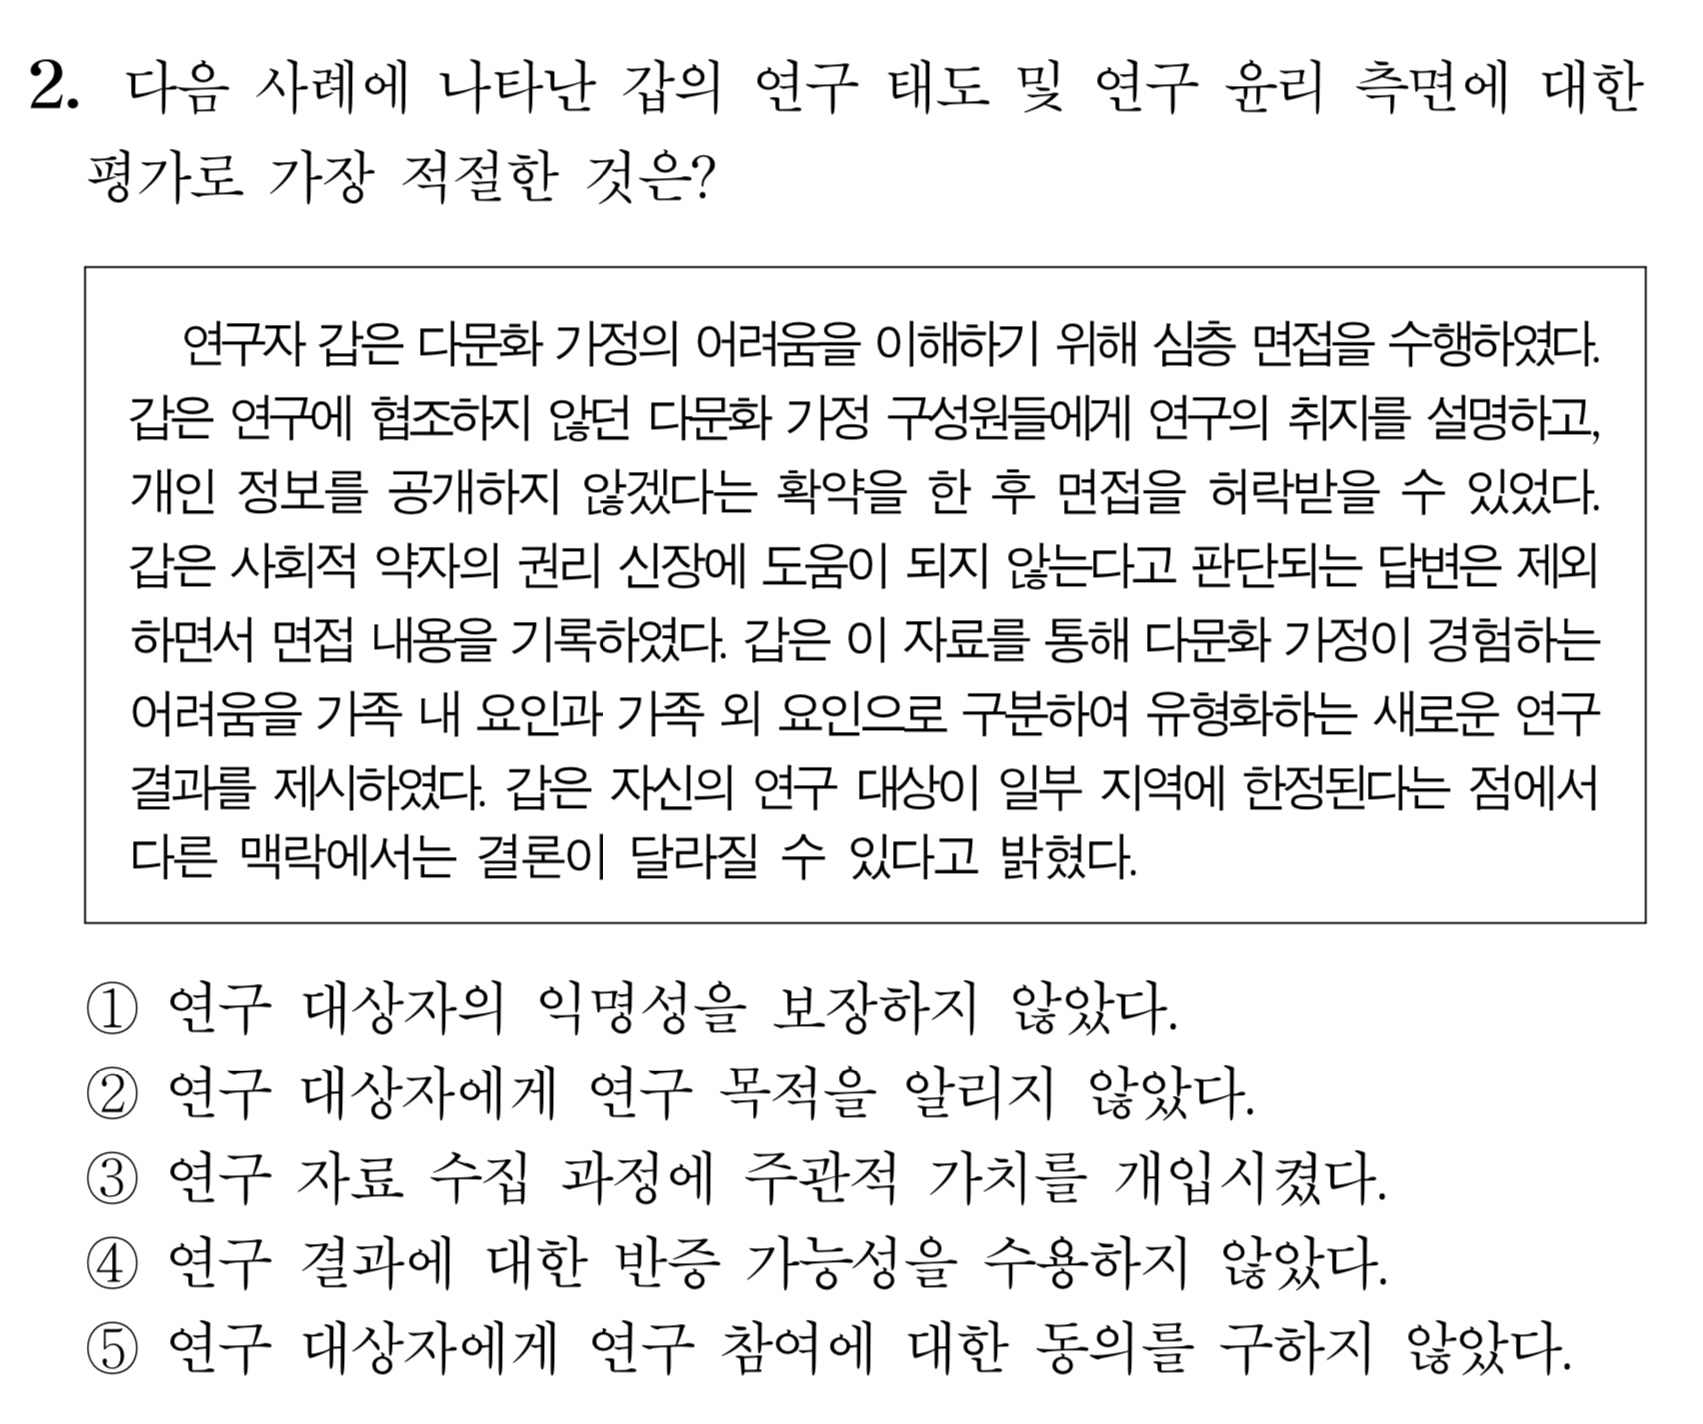 2. 다음 사례에 나타난 갑의 연구 태도 및 연구 윤리 측면에 대한
평가로 가장 적절한 것은?
연구자 갑은 다문화 가정의 어려움을 이해하기 위해 심층 면접을 수행하였다.
갑은 연구에 협조하지 않던 다문화 가정 구성원들에게 연구의 취지를 설명하고,
개인 정보를 공개하지 않겠다는 확약을 한 후 면접을 허락받을 수 있었다.
갑은 사회적 약자의 권리 신장에 도움이 되지 않는다고 판단되는 답변은 제외
하면서 면접 내용을 기록하였다. 갑은 이 자료를 통해 다문화 가정이 경험하는
어려움을 가족 내 요인과 가족 외 요인으로 구분하여 유형화하는 새로운 연구
결과를 제시하였다. 갑은 자신의 연구 대상이 일부 지역에 한정된다는 점에서
다른 맥락에서는 결론이 달라질 수 있다고 밝혔다.
① 연구 대상자의 익명성을 보장하지 않았다.
② 연구 대상자에게 연구 목적을 알리지 않았다.
③ 연구 자료 수집 과정에 주관적 가치를 개입시켰다.
④ 연구 결과에 대한 반증 가능성을 수용하지 않았다.
⑤ 연구 대상자에게 연구 참여에 대한 동의를 구하지 않았다.